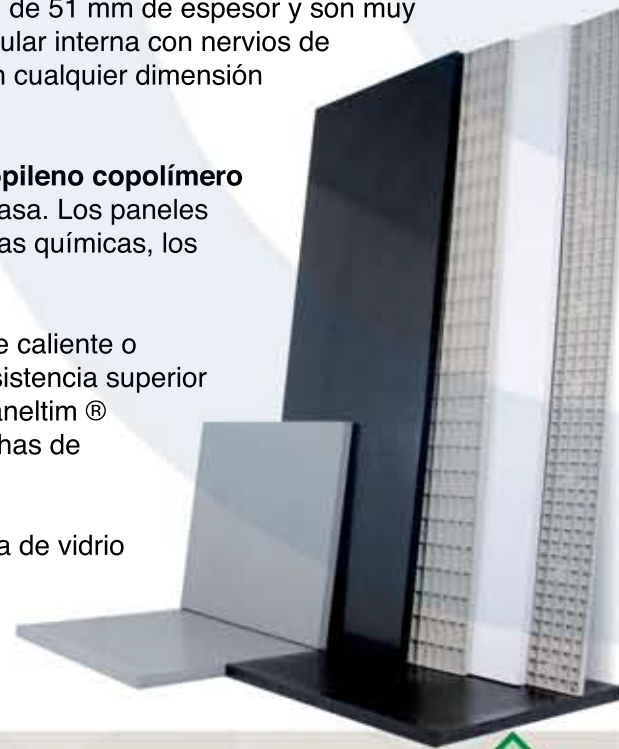 de 51 mm de espesor y son muy
ular interna con nervios de
n cualquier dimensión
opileno copolímero
asa. Los paneles
as químicas, los
e caliente o
sistencia superior
aneltim ®
has de
a de vidrio